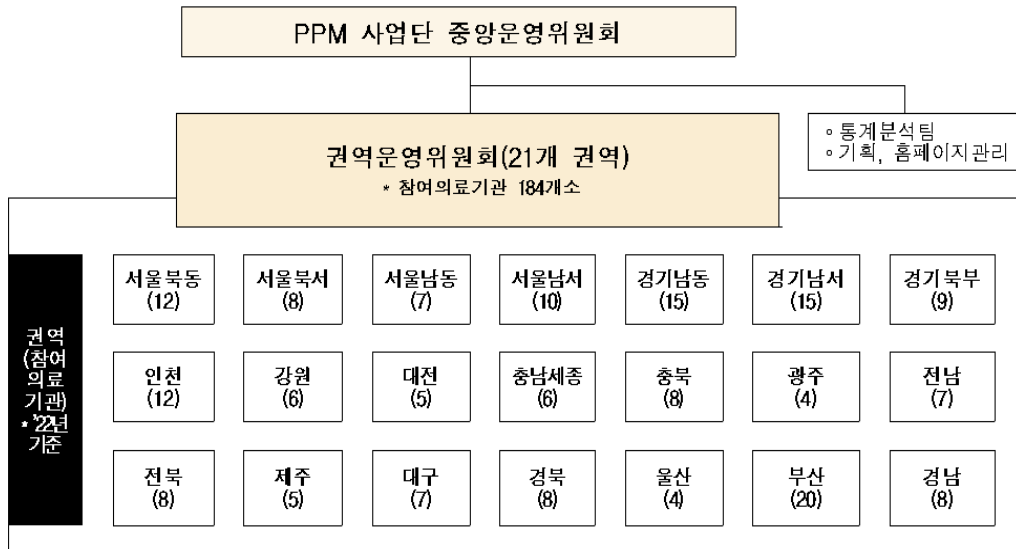 PPM 사업단 중앙운영위원회
권역운영위원회(21개 권역)
* 참여의료기관 184개소
∘ 통계분석팀
∘ 기획, 홈페이지관리
권역
(참여
의료
기관)
* '22년
기준
서울북동
(12)
서울북서
(8)
서울남동
(7)
서울남서
(10)
경기남동
(15)
경기남서
(15)
경기북부
(9)
인천
(12)
강원
(6)
대전
(5)
충남세종
(6)
충북
(8)
광주
(4)
전남
(7)
전북
(8)
제주
(5)
대구
(7)
경북
(8)
울산
(4)
부산
(20)
경남
(8)